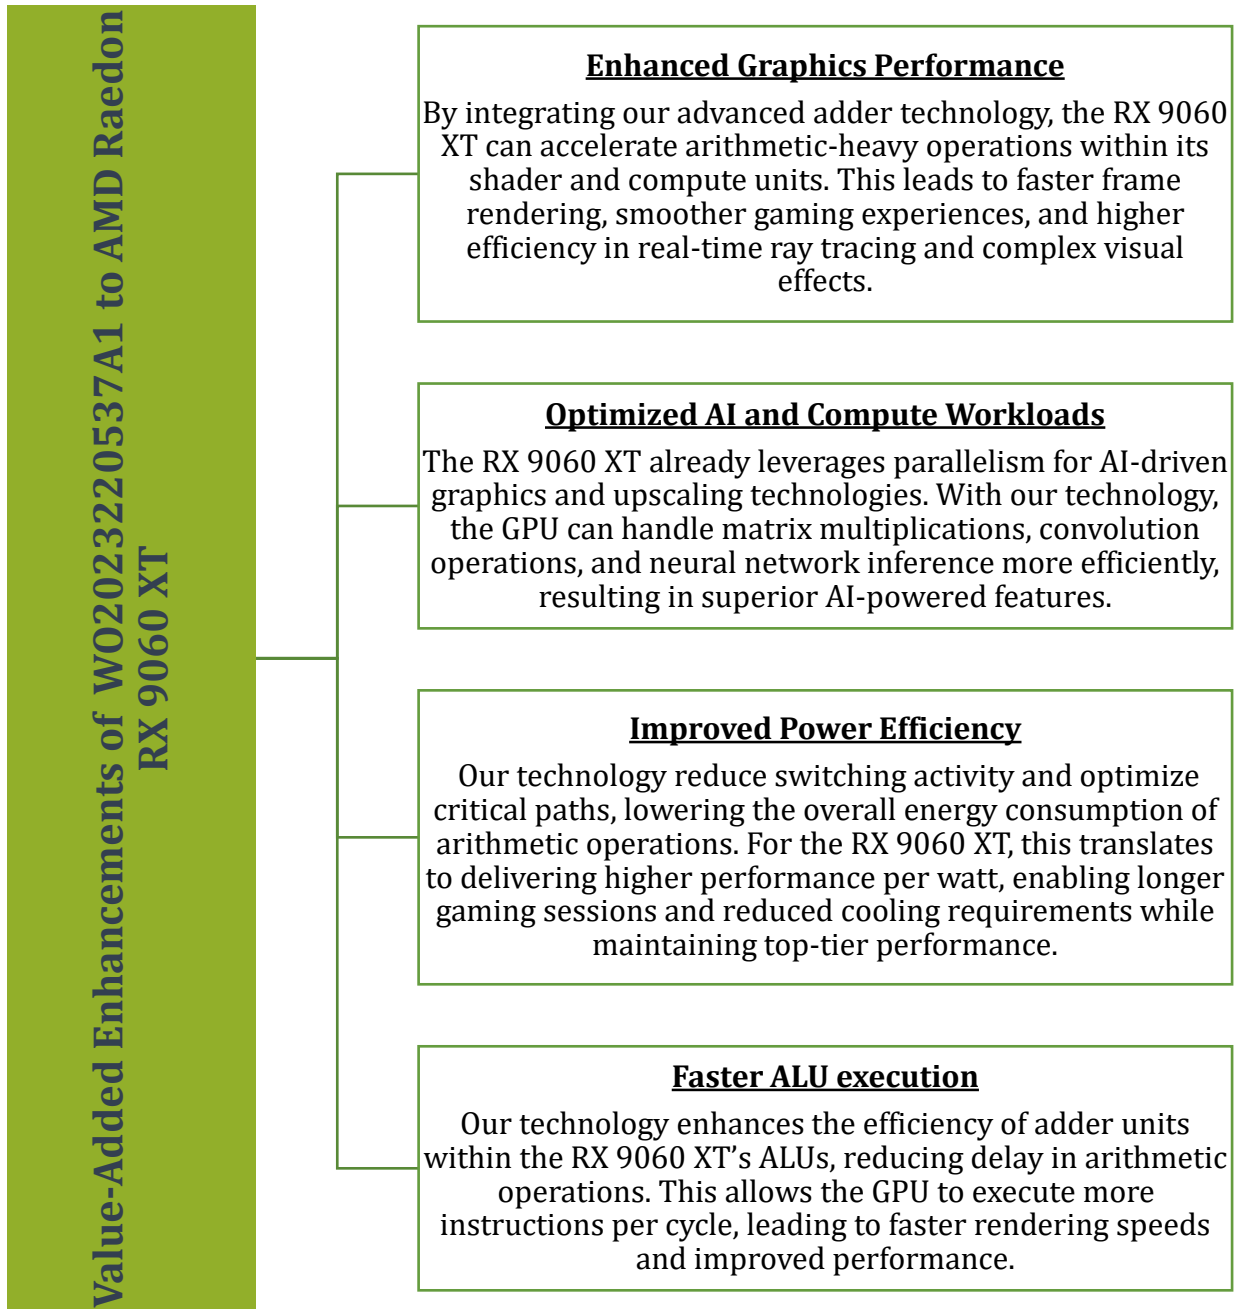 Value-Added Enhancements of WO2023220537A1 to AMD Raedon
RX 9060 XT
Enhanced Graphics Performance
By integrating our advanced adder technology, the RX 9060
XT can accelerate arithmetic-heavy operations within its
shader and compute units. This leads to faster frame
rendering, smoother gaming experiences, and higher
efficiency in real-time ray tracing and complex visual
effects.
Optimized AI and Compute Workloads
The RX 9060 XT already leverages parallelism for AI-driven
graphics and upscaling technologies. With our technology,
the GPU can handle matrix multiplications, convolution
operations, and neural network inference more efficiently,
resulting in superior AI-powered features.
Improved Power Efficiency
Our technology reduce switching activity and optimize
critical paths, lowering the overall energy consumption of
arithmetic operations. For the RX 9060 XT, this translates
to delivering higher performance per watt, enabling longer
gaming sessions and reduced cooling requirements while
maintaining top-tier performance.
Faster ALU execution
Our technology enhances the efficiency of adder units
within the RX 9060 XT’s ALUs, reducing delay in arithmetic
operations. This allows the GPU to execute more
instructions per cycle, leading to faster rendering speeds
and improved performance.